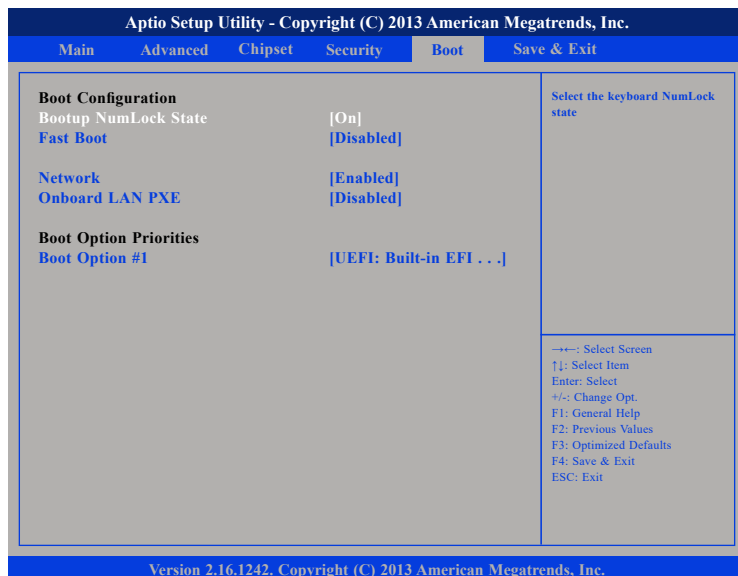 Aptio Setup Utility - Copyright (C) 2013 American Megatrends, Inc.
Main Advanced Chipset Security Boot Save & Exit
Boot Configuration
Bootup NumLock State [On]
Fast Boot [Disabled]
Network [Enabled]
Onboard LAN PXE [Disabled]
Boot Option Priorities
Boot Option #1 [UEFI: Built-in EFI . . .]
Select the keyboard NumLock
state
→←: Select Screen
↑↓: Select Item
Enter: Select
+/-: Change Opt.
F1: General Help
F2: Previous Values
F3: Optimized Defaults
F4: Save & Exit
ESC: Exit
Version 2.16.1242. Copyright (C) 2013 American Megatrends, Inc.